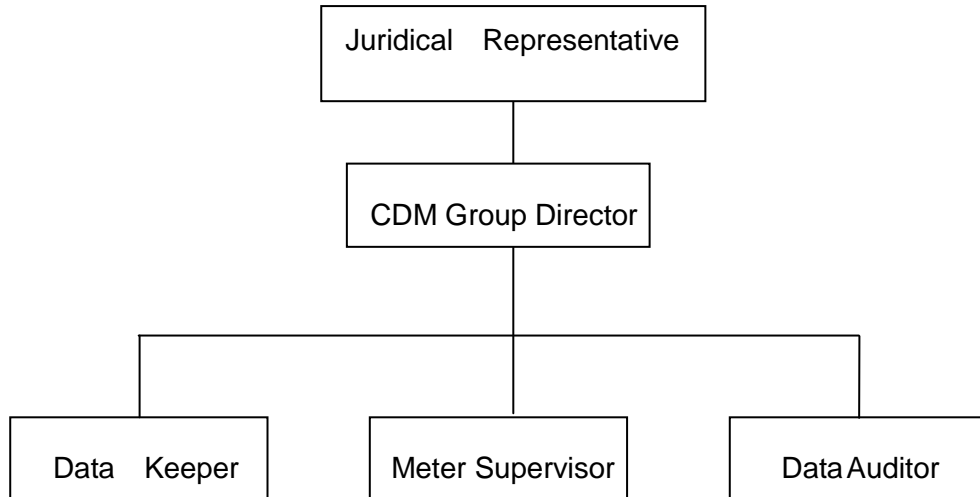 Juridical Representative
CDM Group Director
Data Keeper
Meter Supervisor
Data Auditor